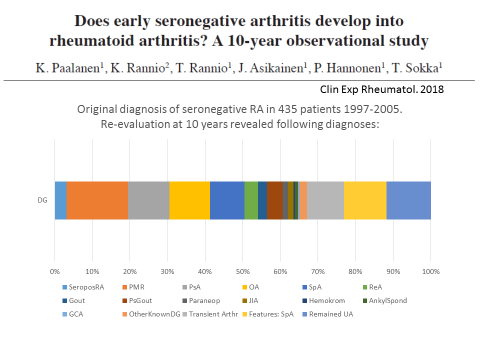 Does early seronegative arthritis develop into
rheumatoid arthritis? A 10-year observational study
K. Paalanen¹, K. Rannio², T. Rannio¹, J. Asikainen¹, P. Hannonen¹, T. Sokka¹
Clin Exp Rheumatol. 2018
Original diagnosis of seronegative RA in 435 patients 1997-2005.
Re-evaluation at 10 years revealed following diagnoses:
DG
0% 10% 20% 30% 40% 50% 60% 70% 80% 90% 100%
SeroposRA PMR PsA OA SpA ReA
Gout PsGout Paraneop JIA Hemokrom AnkylSpond
GCA OtherKnownDG Transient Arthr Features: SpA Remained UA